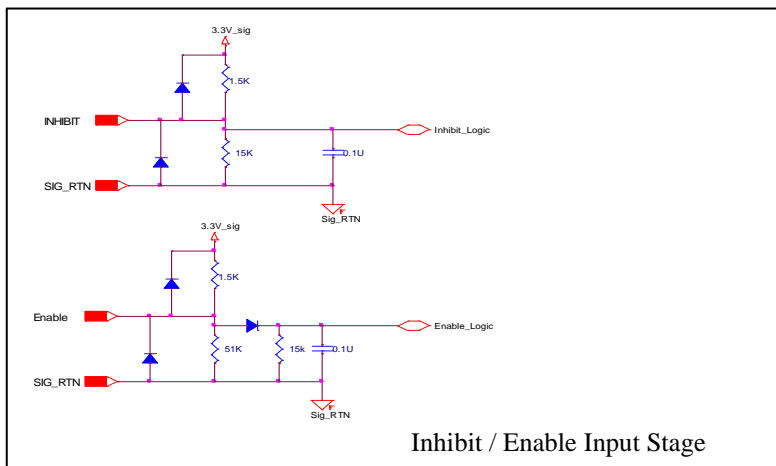 3.3V_sig
1.5K
INHIBIT
Inhibit_Logic
15K
0.1U
SIG_RTN
Sig_RTN
3.3V_sig
1.5K
Enable
Enable_Logic
51K
15k
0.1U
SIG_RTN
Sig_RTN
Inhibit / Enable Input Stage